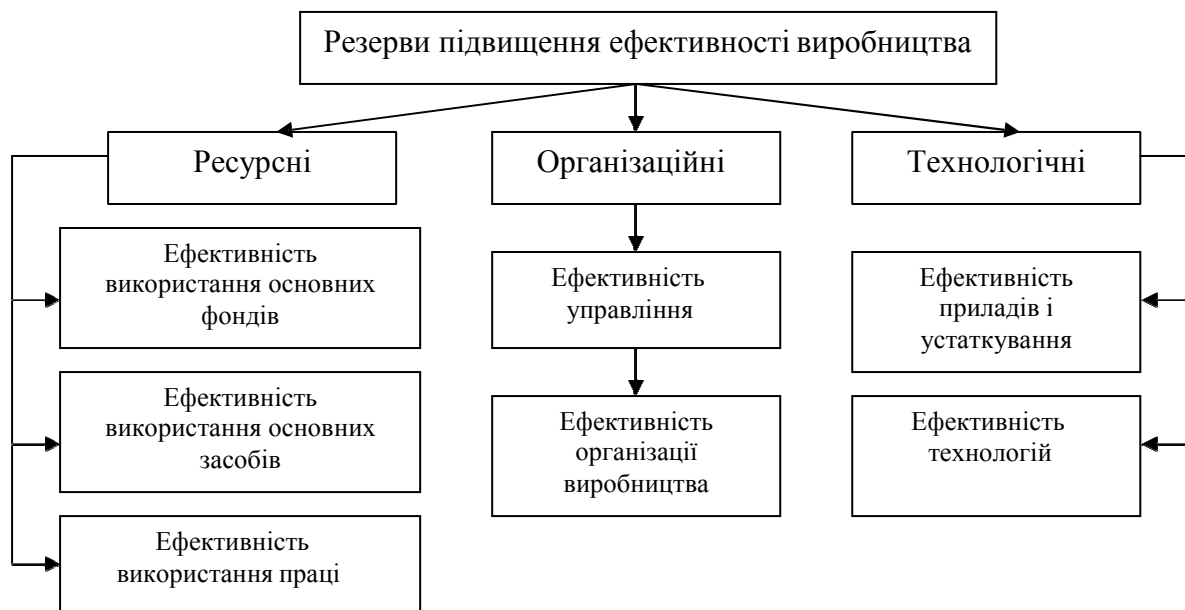 Резерви підвищення ефективності виробництва
Ресурсні
Організаційні
Технологічні
Ефективність
використання основних
фондів
Ефективність
управління
Ефективність
приладів і
устаткування
Ефективність
використання основних
засобів
Ефективність
організації
виробництва
Ефективність
технологій
Ефективність
використання праці